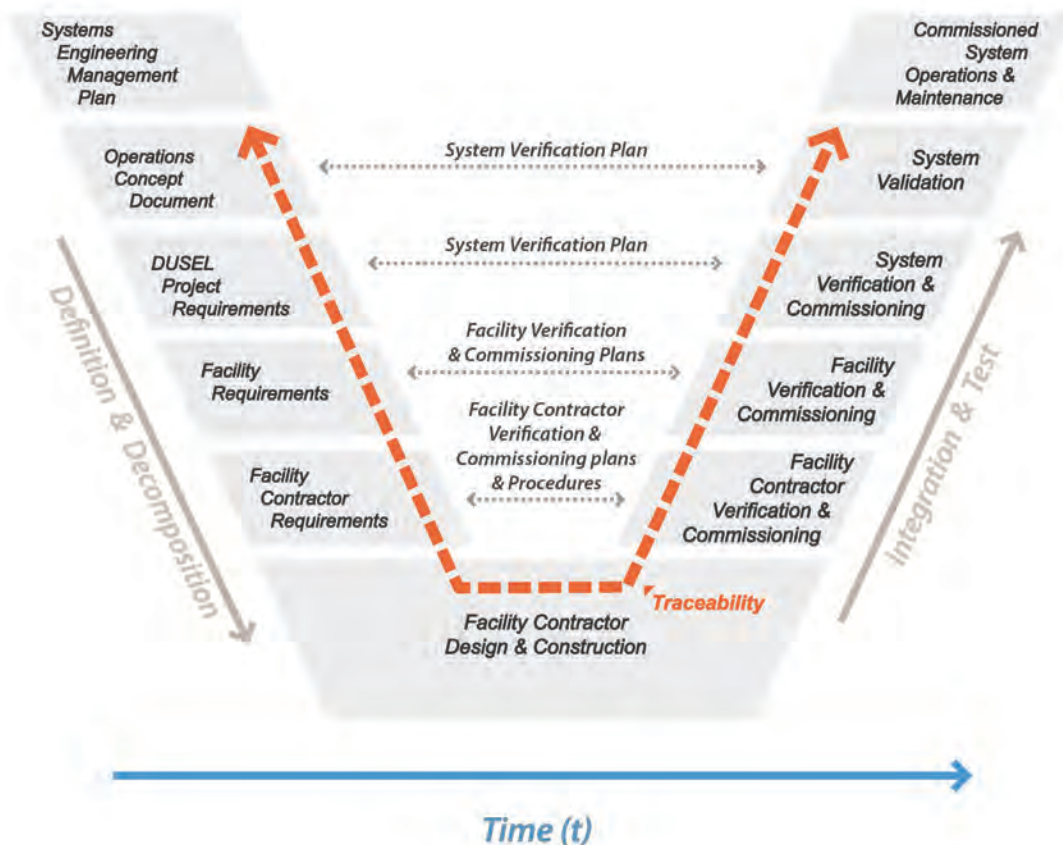 Systems
Engineering
Management
Plan
Commissioned
System
Operations &
Maintenance
Operations
Concept
Document
System Verification Plan
System
Validation
DUSEL
Project
Requirements
System Verification Plan
System
Verification &
Commissioning
Facility
Requirements
Facility Verification
& Commissioning Plans
Facility
Verification &
Commissioning
Facility
Contractor
Requirements
Facility Contractor
Verification &
Commissioning plans
& Procedures
Facility
Contractor
Verification &
Commissioning
Definition & Decomposition
Integration & Test
Traceability
Facility Contractor
Design & Construction
Time (t)